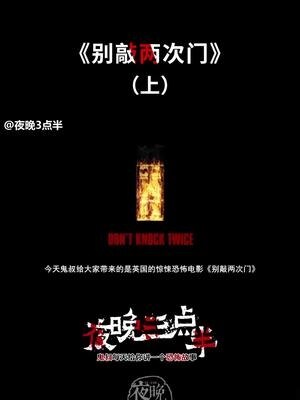 《别敲两次门》
（上）
@夜晚3点半
DON'T KNOCK TWICE
今天鬼叔给大家带来的是英国的惊悚恐怖电影《别敲两次门》
夜晚三点半
鬼叔每天给你讲一个恐怖故事
夜晚